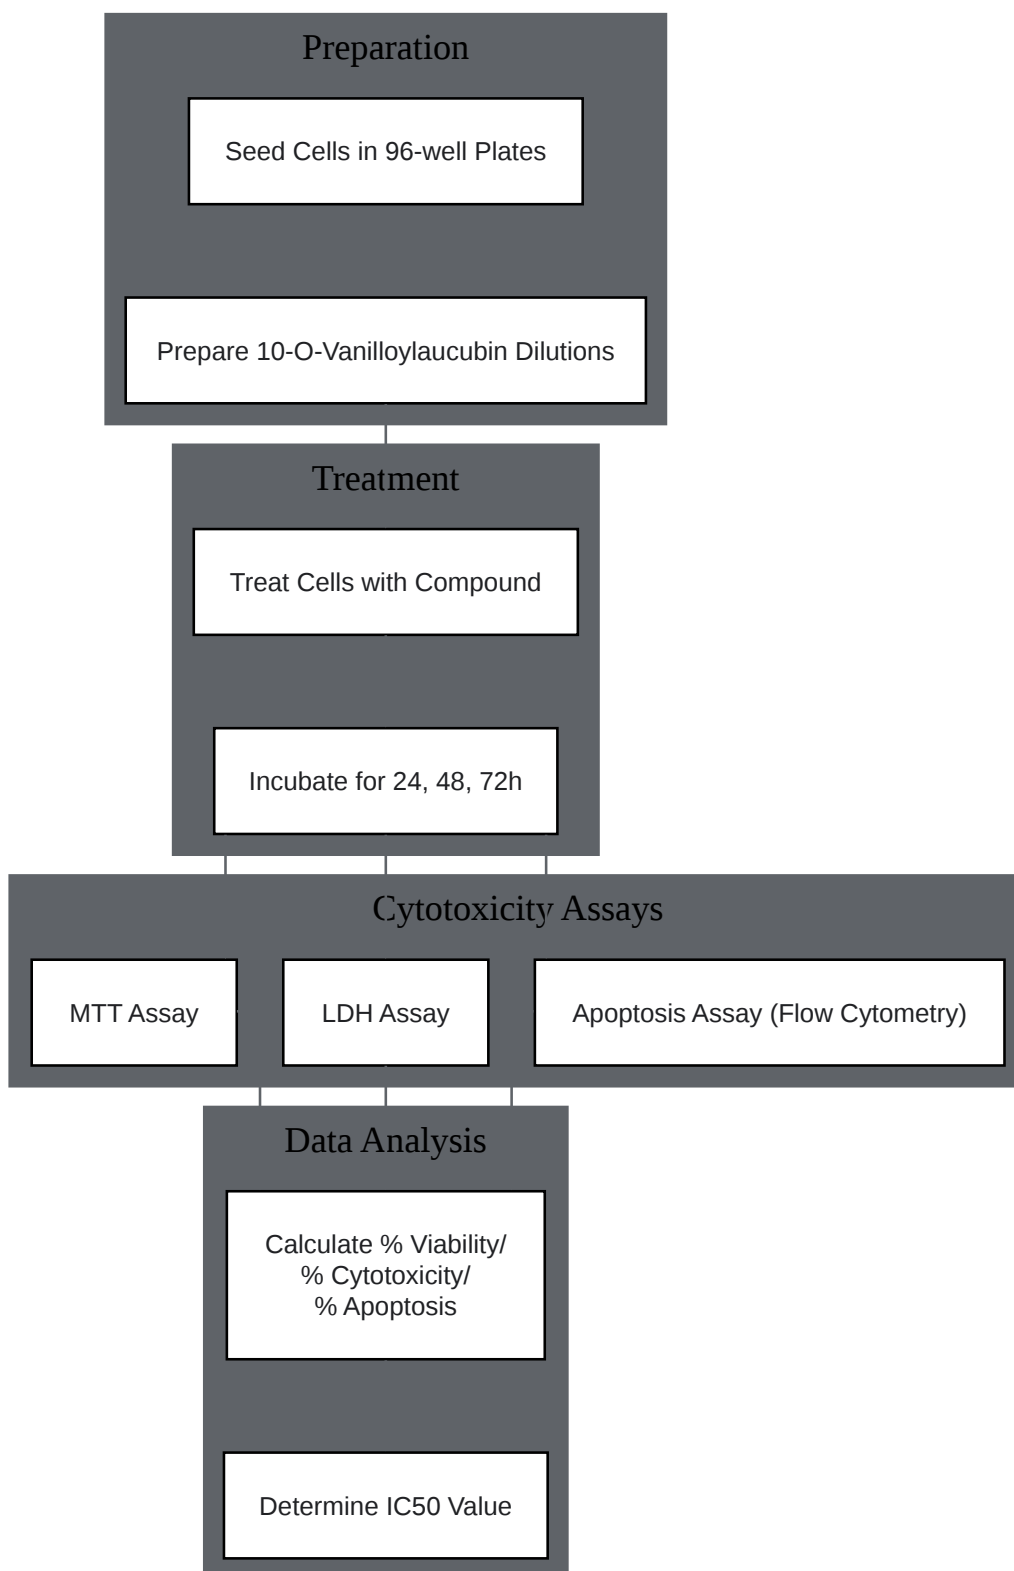 Preparation
Seed Cells in 96-well Plates
Prepare 10-O-Vanilloylaucubin Dilutions
Treatment
Treat Cells with Compound
Incubate for 24, 48, 72h
Cytotoxicity Assays
MTT Assay
LDH Assay
Apoptosis Assay (Flow Cytometry)
Data Analysis
Calculate % Viability/
% Cytotoxicity/
% Apoptosis
Determine IC50 Value